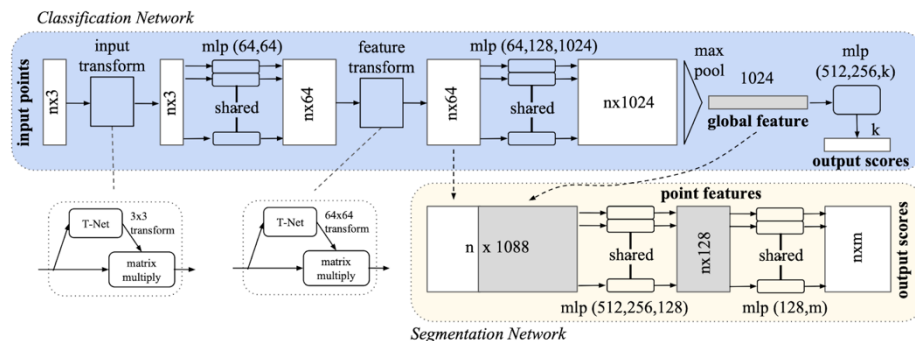 Classification Network
input points
nx3
input
transform
nx3
mlp (64,64)
shared
nx64
feature
transform
nx64
mlp (64,128,1024)
shared
nx1024
max
pool
1024
global feature
mlp
(512,256,k)
k
output scores
T-Net
3x3
transform
matrix
multiply
T-Net
64x64
transform
matrix
multiply
point features
n x 1088
shared
mlp (512,256,128)
nx128
shared
mlp (128,m)
nxm
output scores
Segmentation Network